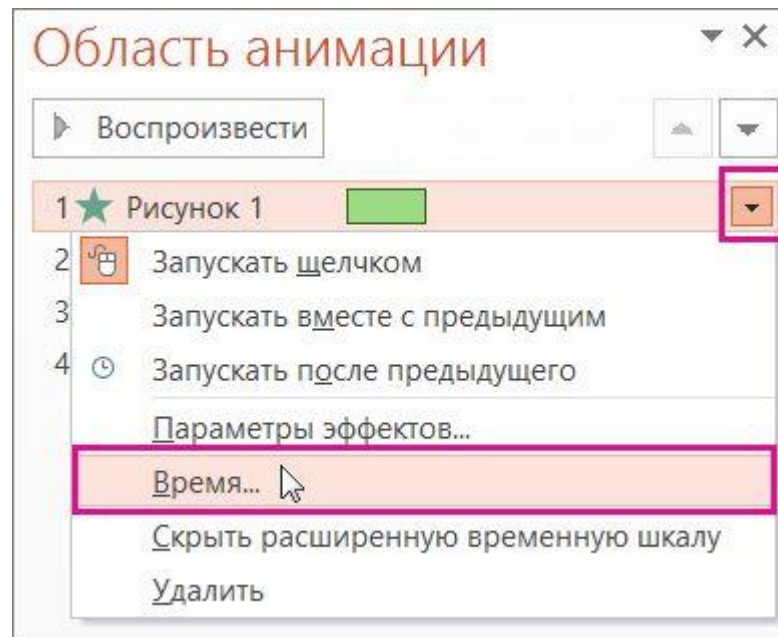 Область анимации
Воспроизвести
1 Рисунок 1
2 Запускать щелчком
3 Запускать вместе с предыдущим
4 Запускать после предыдущего
Параметры эффектов...
Время...
Скрыть расширенную временную шкалу
Удалить